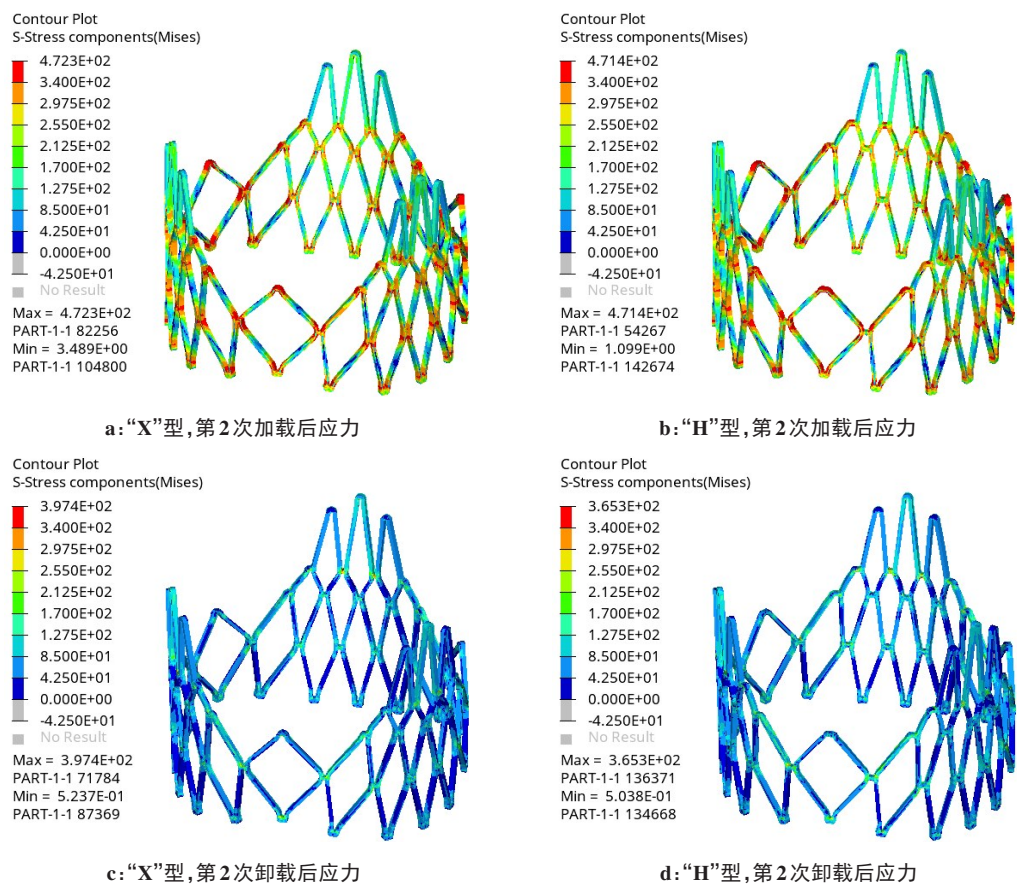 Contour Plot
S-Stress components(Mises)
4.723E+02
3.400E+02
2.975E+02
2.550E+02
2.125E+02
1.700E+02
1.275E+02
8.500E+01
4.250E+01
0.000E+00
-4.250E+01
No Result
Max = 4.723E+02
PART-1-1 82256
Min = 3.489E+00
PART-1-1 104800
a:“X”型,第2次加载后应力
Contour Plot
S-Stress components(Mises)
4.714E+02
3.400E+02
2.975E+02
2.550E+02
2.125E+02
1.700E+02
1.275E+02
8.500E+01
4.250E+01
0.000E+00
-4.250E+01
No Result
Max = 4.714E+02
PART-1-1 54267
Min = 1.099E+00
PART-1-1 142674
b:“H”型,第2次加载后应力
Contour Plot
S-Stress components(Mises)
3.974E+02
3.400E+02
2.975E+02
2.550E+02
2.125E+02
1.700E+02
1.275E+02
8.500E+01
4.250E+01
0.000E+00
-4.250E+01
No Result
Max = 3.974E+02
PART-1-1 71784
Min = 5.237E-01
PART-1-1 87369
c:“X”型,第2次卸载后应力
Contour Plot
S-Stress components(Mises)
3.653E+02
3.400E+02
2.975E+02
2.550E+02
2.125E+02
1.700E+02
1.275E+02
8.500E+01
4.250E+01
0.000E+00
-4.250E+01
No Result
Max = 3.653E+02
PART-1-1 136371
Min = 5.038E-01
PART-1-1 134668
d:“H”型,第2次卸载后应力